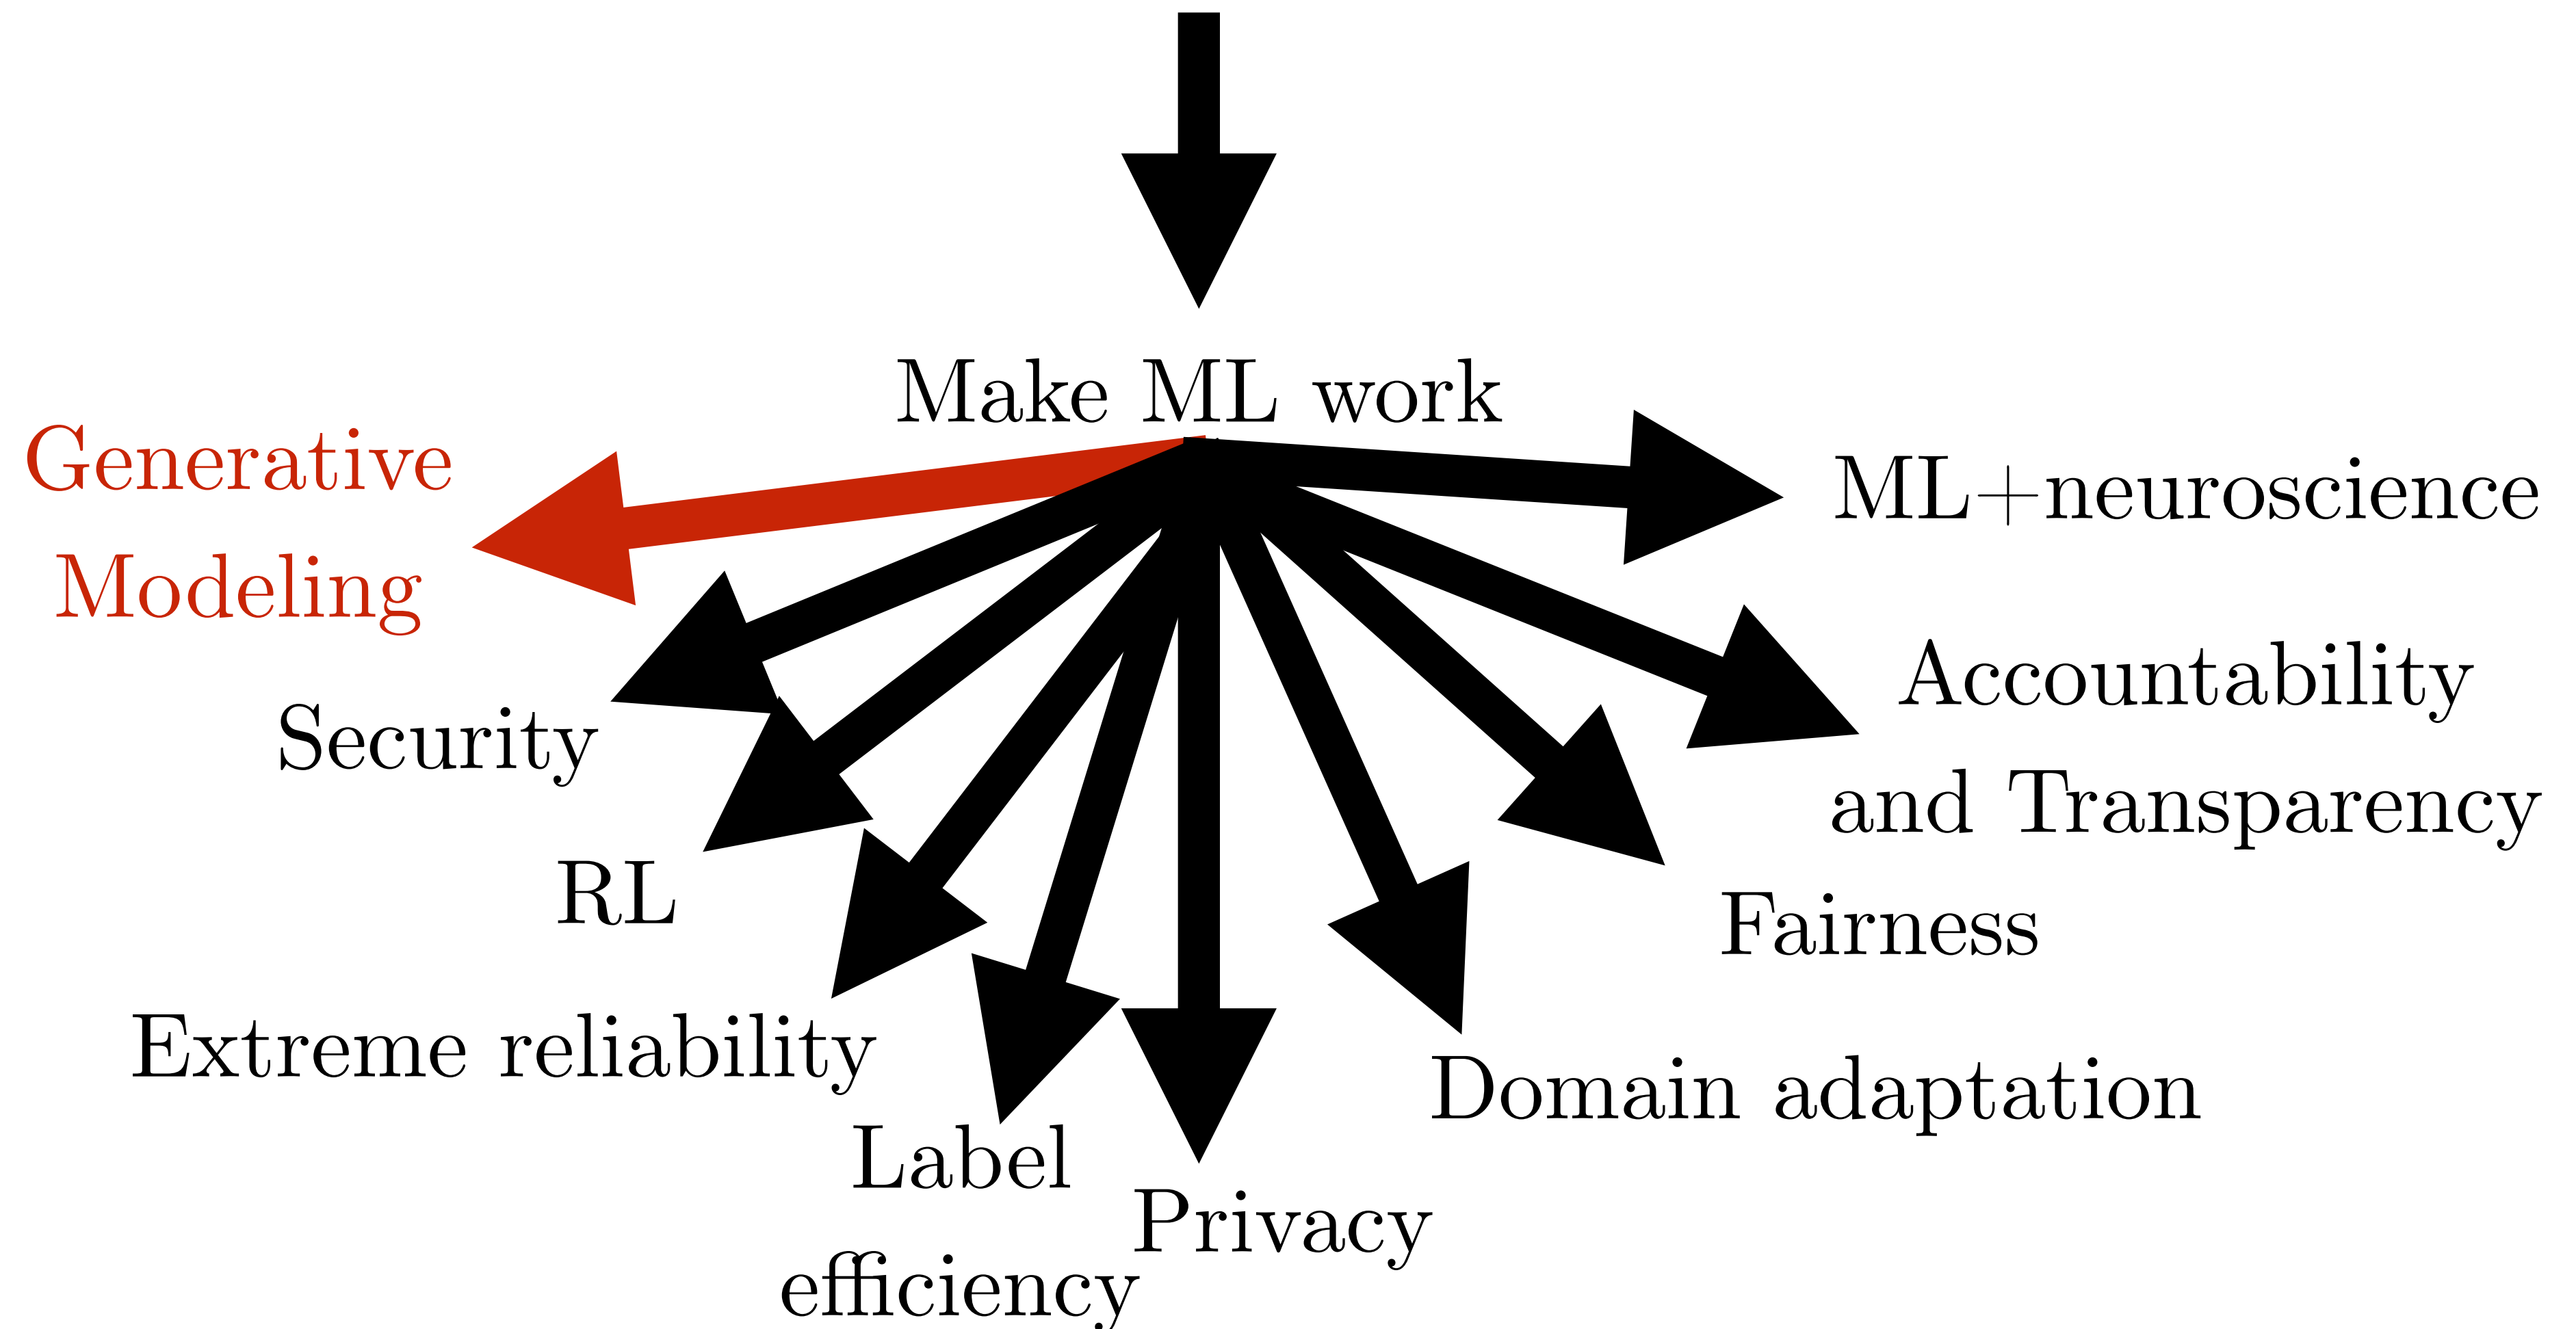 Make ML work
Generative
Modeling
ML+neuroscience
Security
Accountability
and Transparency
RL
Fairness
Extreme reliability
Domain adaptation
Label
efficiency
Privacy